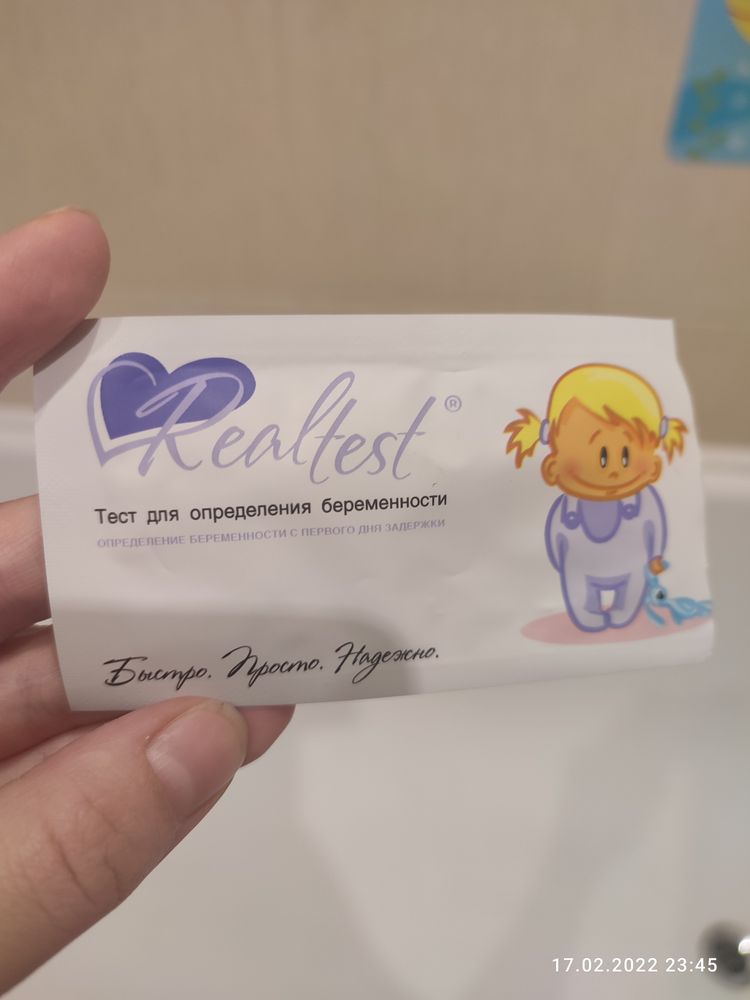 Realtest®
Тест для определения беременности
ОПРЕДЕЛЕНИЕ БЕРЕМЕННОСТИ С ПЕРВОГО ДНЯ ЗАДЕРЖКИ
Быстро. Просто. Надежно.
17.02.2022 23:45